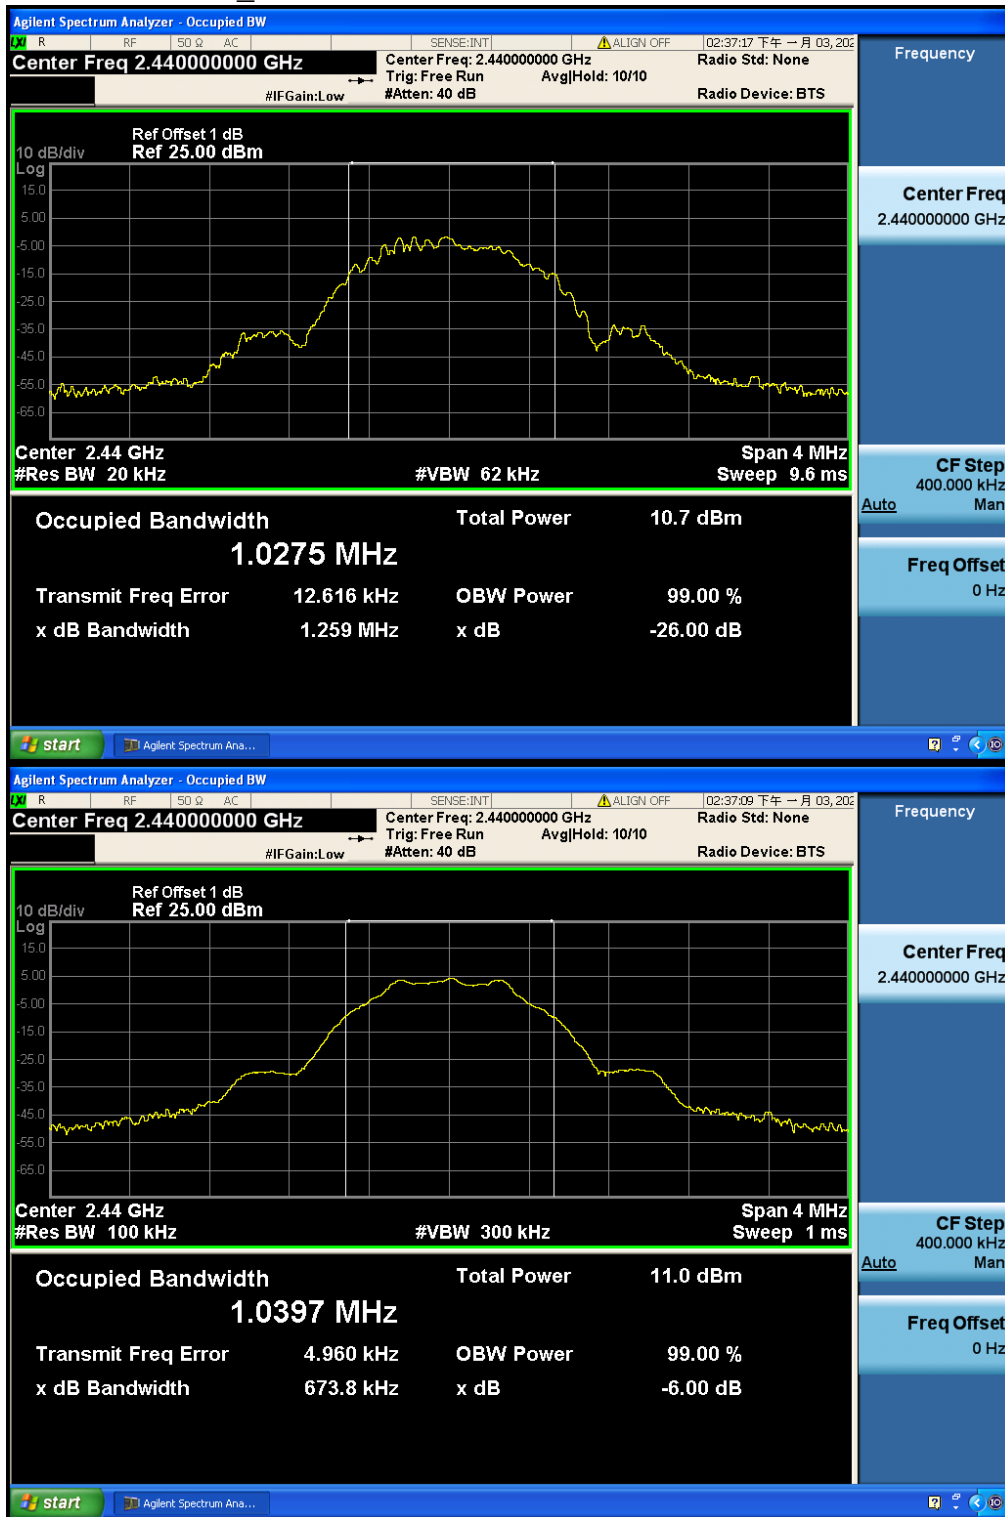 Agilent Spectrum Analyzer - Occupied BW
LXI R RF 50 Ω AC SENSE:INT ALIGN OFF 02:37:17 下午 一月 03, 202
Center Freq 2.440000000 GHz
Center Freq: 2.440000000 GHz
Radio Std: None
Trig: Free Run Avg|Hold: 10/10
#IFGain:Low #Atten: 40 dB Radio Device: BTS
Frequency
Ref Offset 1 dB
10 dB/div Ref 25.00 dBm
Log
15.0
5.00
-5.00
-15.0
-25.0
-35.0
-45.0
-55.0
-65.0
Center 2.44 GHz Span 4 MHz
#Res BW 20 kHz #VBW 62 kHz Sweep 9.6 ms
Center Freq
2.440000000 GHz
CF Step
400.000 kHz
Auto Man
Freq Offset
0 Hz
Occupied Bandwidth Total Power 10.7 dBm
1.0275 MHz
Transmit Freq Error 12.616 kHz OBW Power 99.00 %
x dB Bandwidth 1.259 MHz x dB -26.00 dB
start Agilent Spectrum Ana...
Agilent Spectrum Analyzer - Occupied BW
LXI R RF 50 Ω AC SENSE:INT ALIGN OFF 02:37:09 下午 一月 03, 202
Center Freq 2.440000000 GHz
Center Freq: 2.440000000 GHz
Radio Std: None
Trig: Free Run Avg|Hold: 10/10
#IFGain:Low #Atten: 40 dB Radio Device: BTS
Frequency
Ref Offset 1 dB
10 dB/div Ref 25.00 dBm
Log
15.0
5.00
-5.00
-15.0
-25.0
-35.0
-45.0
-55.0
-65.0
Center 2.44 GHz Span 4 MHz
#Res BW 100 kHz #VBW 300 kHz Sweep 1 ms
Center Freq
2.440000000 GHz
CF Step
400.000 kHz
Auto Man
Freq Offset
0 Hz
Occupied Bandwidth Total Power 11.0 dBm
1.0397 MHz
Transmit Freq Error 4.960 kHz OBW Power 99.00 %
x dB Bandwidth 673.8 kHz x dB -6.00 dB
start Agilent Spectrum Ana...